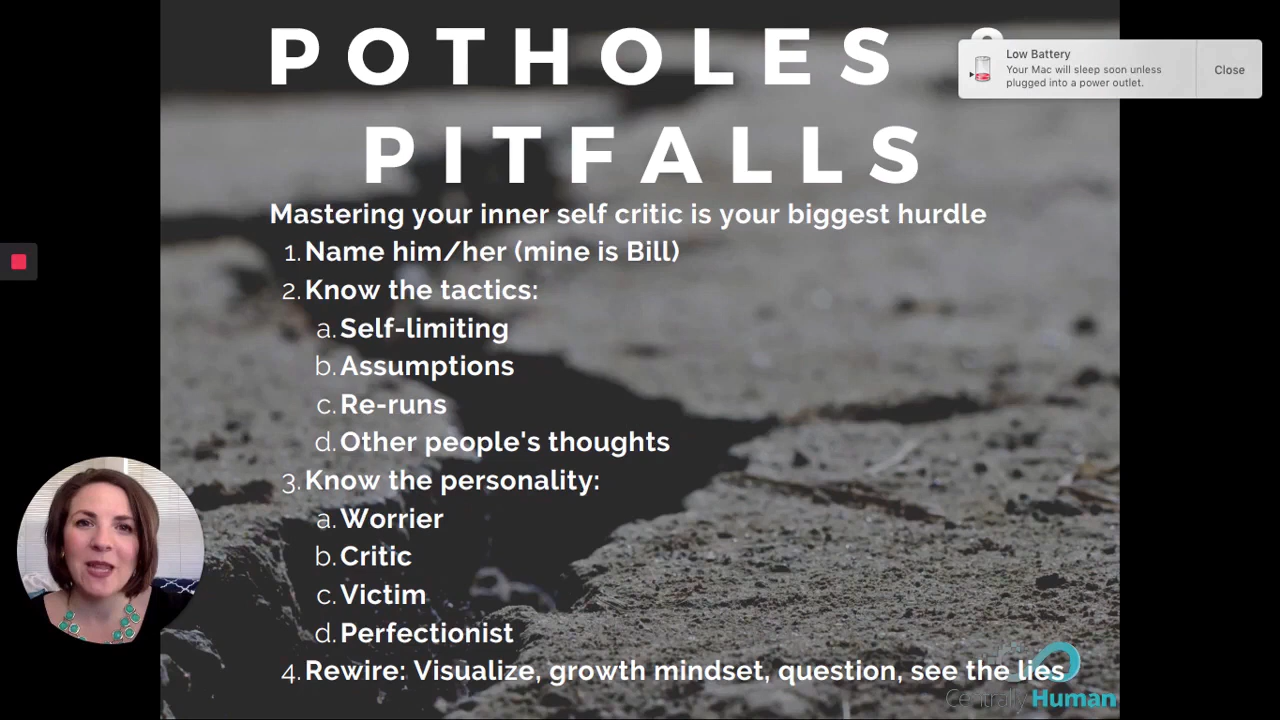 POTHOLES
PITFALLS
Low Battery
Your Mac will sleep soon unless
plugged into a power outlet.
Close
Mastering your inner self critic is your biggest hurdle
1. Name him/her (mine is Bill)
2. Know the tactics:
a. Self-limiting
b. Assumptions
c. Re-runs
d. Other people's thoughts
3. Know the personality:
a. Worrier
b. Critic
c. Victim
d. Perfectionist
4. Rewire: Visualize, growth mindset, question, see the lies
Centrally Human